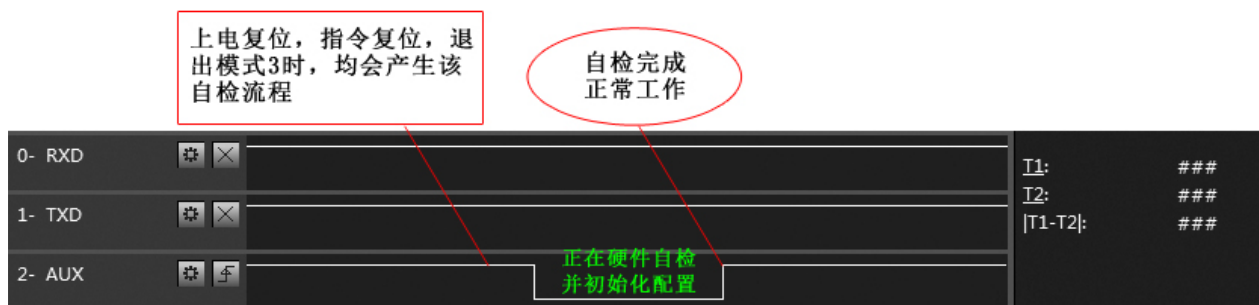 上电复位，指令复位，退
出模式3时，均会产生该
自检流程
自检完成
正常工作
0- RXD
T1: ###
T2: ###
|T1-T2|: ###
1- TXD
2- AUX
正在硬件自检
并初始化配置